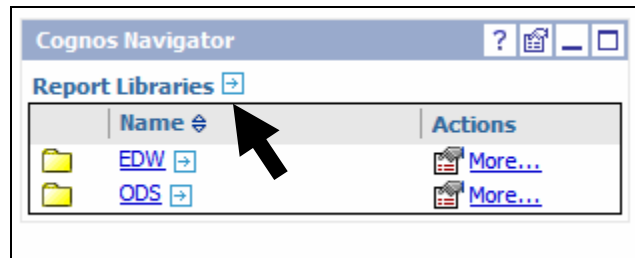 Cognos Navigator ?
Report Libraries
Name Actions
EDW More...
ODS More...